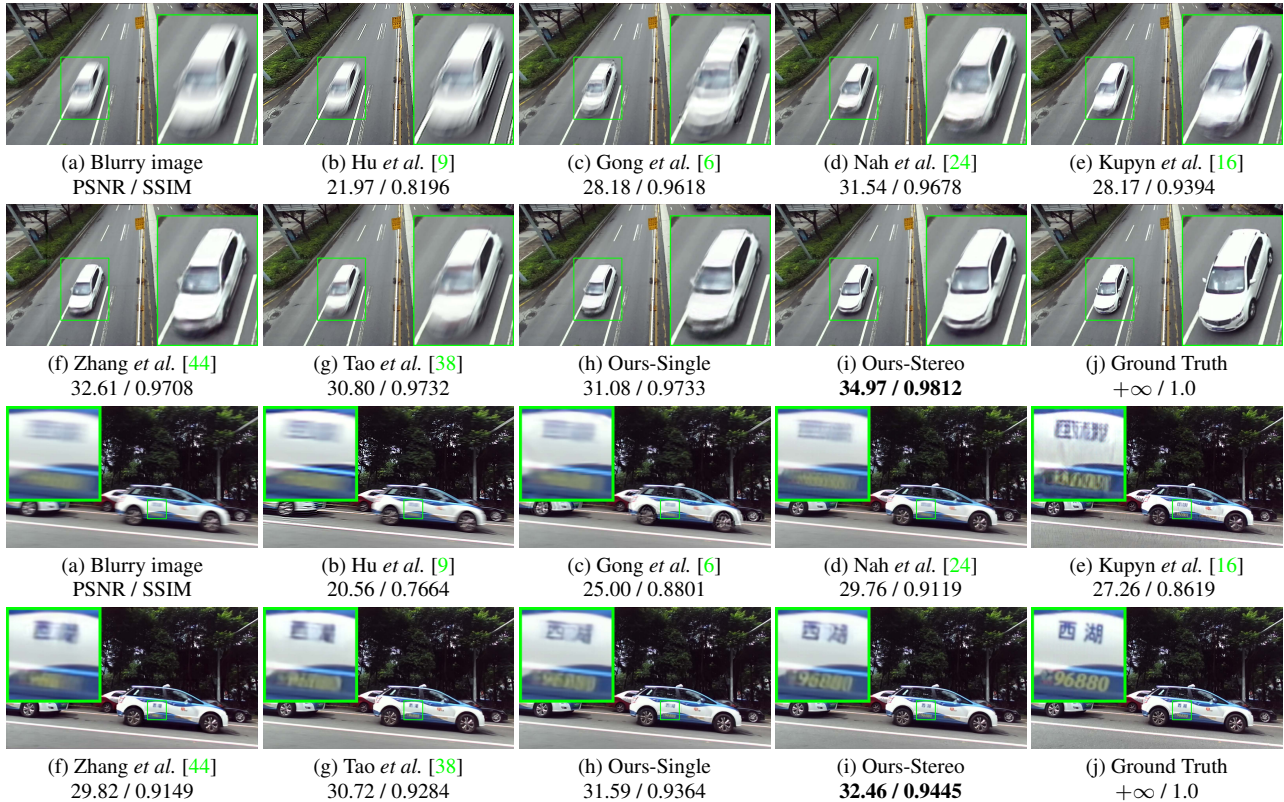 (a) Blurry image (b) Hu et al. [9] (c) Gong et al. [6] (d) Nah et al. [24] (e) Kupyn et al. [16]
PSNR / SSIM 21.97 / 0.8196 28.18 / 0.9618 31.54 / 0.9678 28.17 / 0.9394
(f) Zhang et al. [44] (g) Tao et al. [38] (h) Ours-Single (i) Ours-Stereo (j) Ground Truth
32.61 / 0.9708 30.80 / 0.9732 31.08 / 0.9733 34.97 / 0.9812 +∞ / 1.0
(a) Blurry image (b) Hu et al. [9] (c) Gong et al. [6] (d) Nah et al. [24] (e) Kupyn et al. [16]
PSNR / SSIM 20.56 / 0.7664 25.00 / 0.8801 29.76 / 0.9119 27.26 / 0.8619
西湖 西湖 西湖
96880 96880 96880
(f) Zhang et al. [44] (g) Tao et al. [38] (h) Ours-Single (i) Ours-Stereo (j) Ground Truth
29.82 / 0.9149 30.72 / 0.9284 31.59 / 0.9364 32.46 / 0.9445 +∞ / 1.0